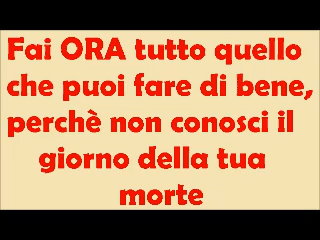 Fai ORA tutto quello
che puoi fare di bene,
perchè non conosci il
giorno della tua
morte